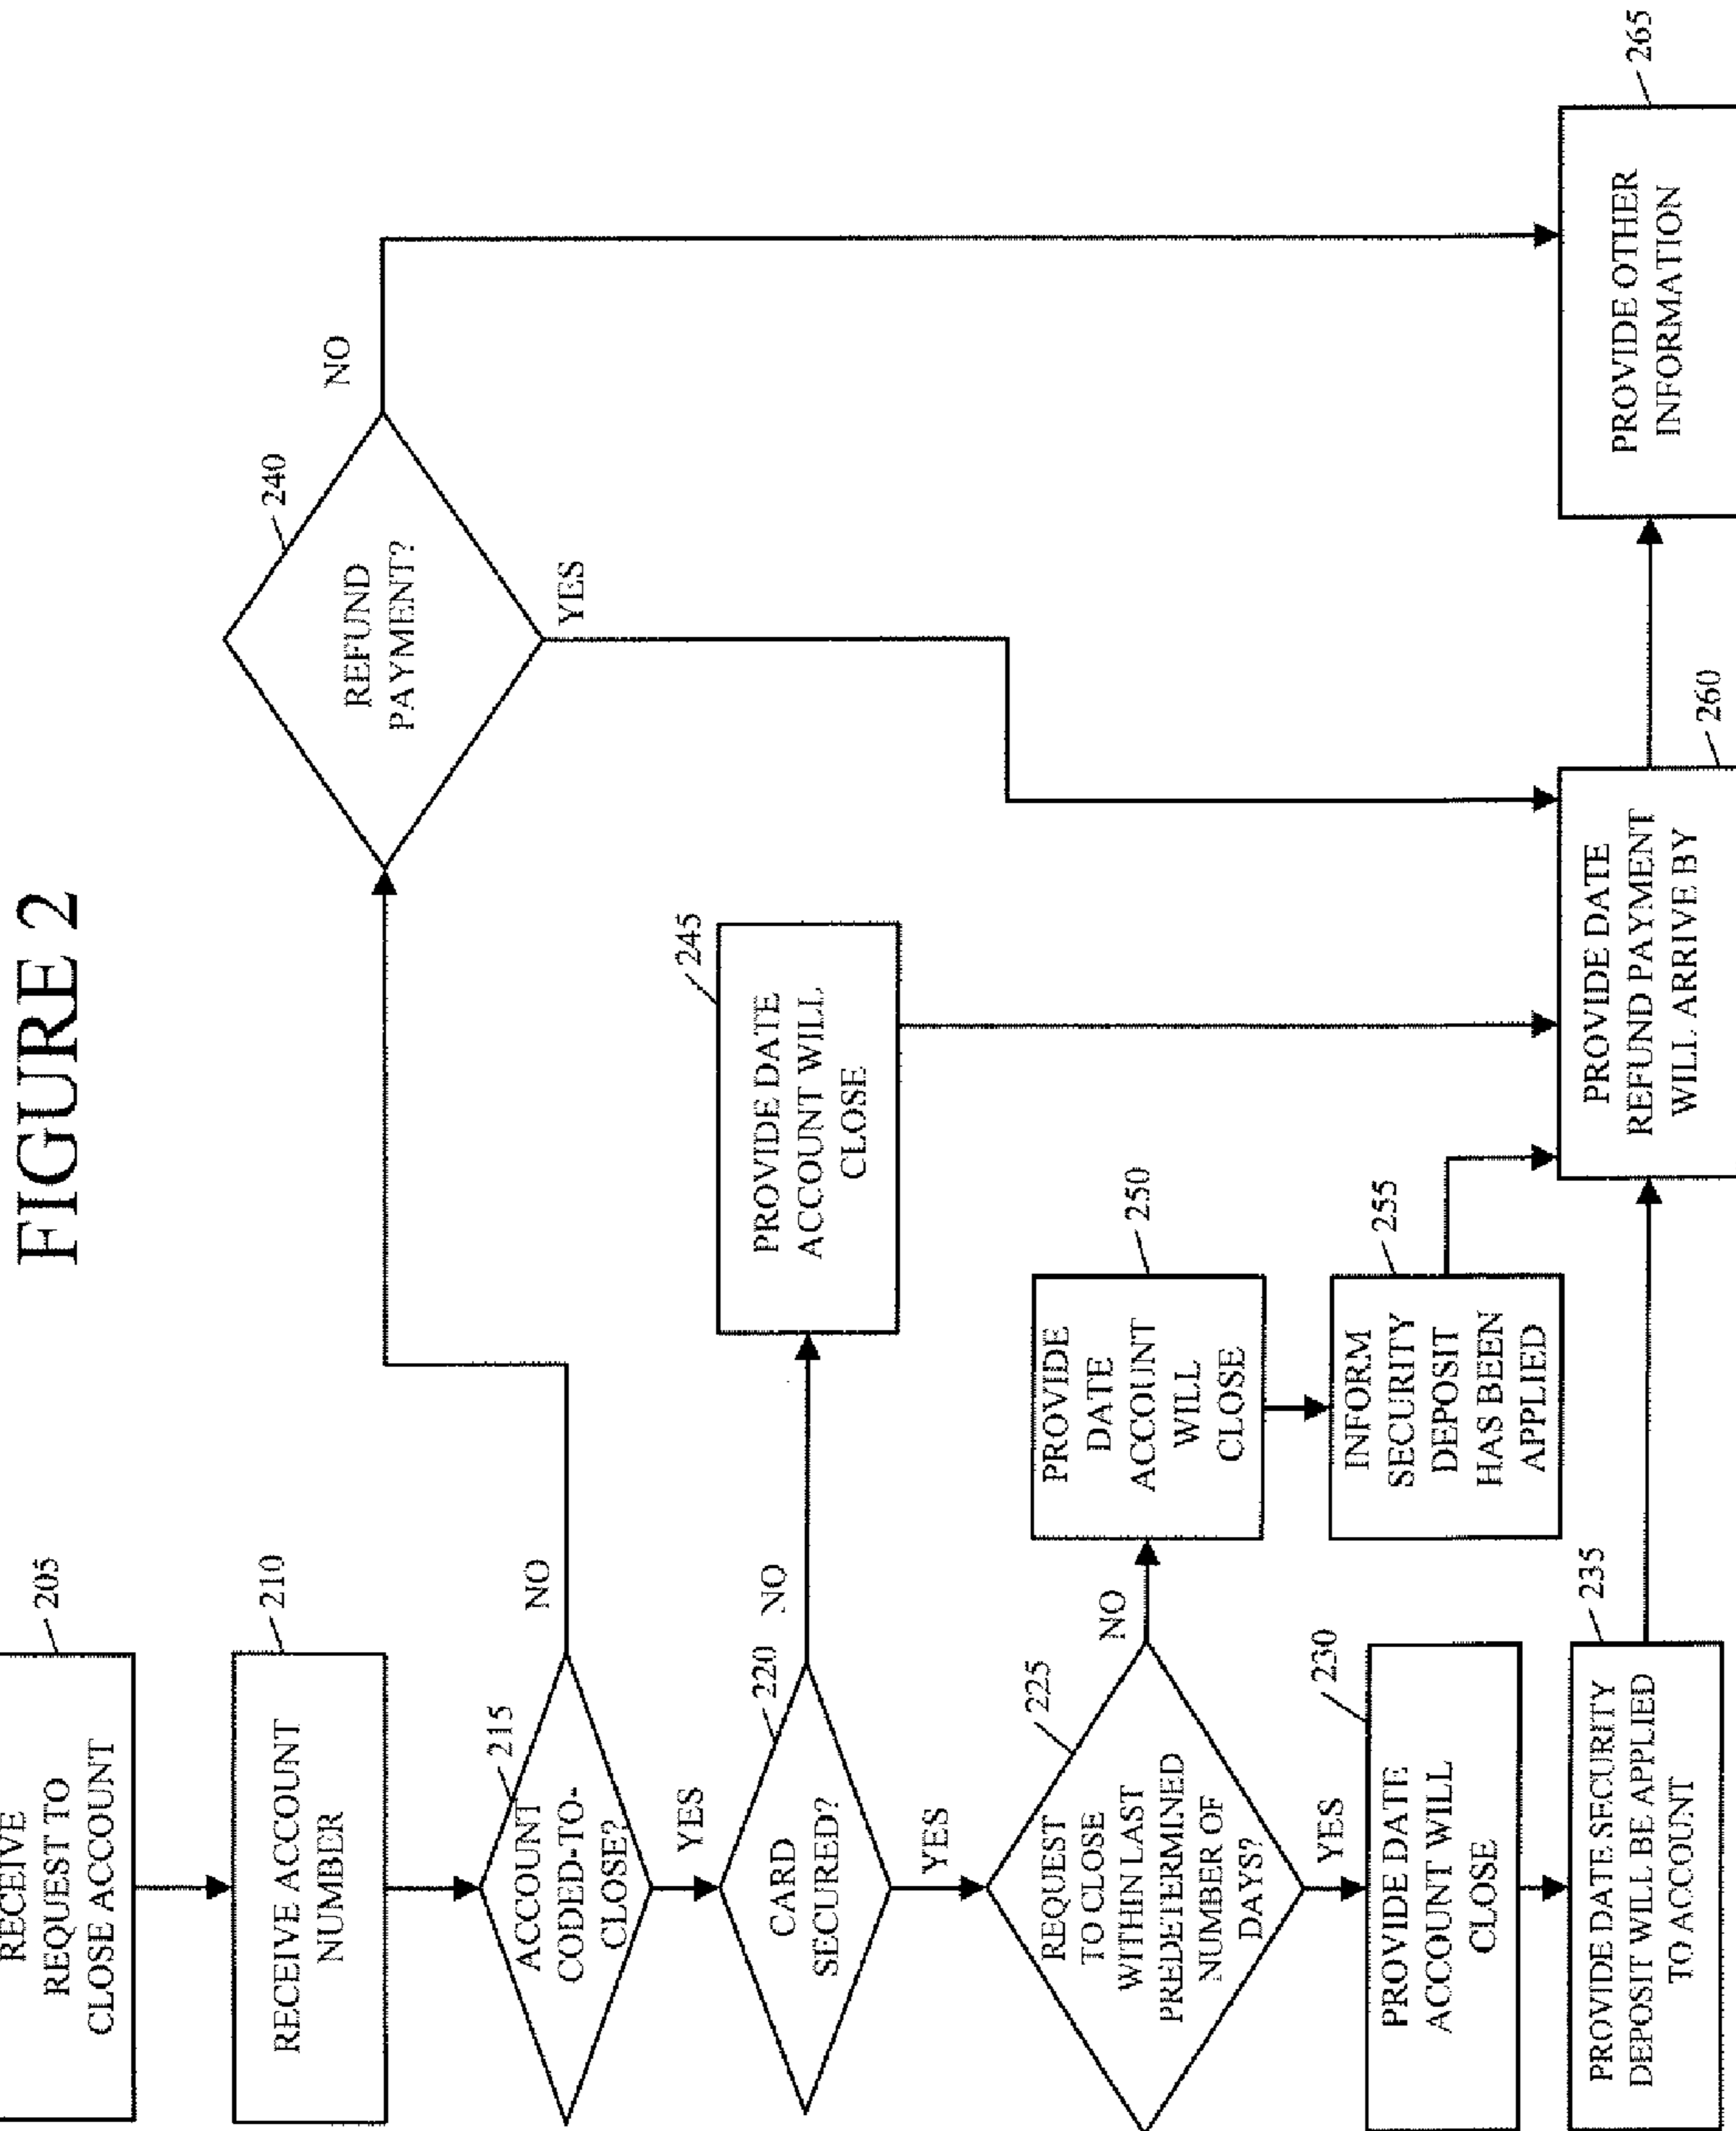 FIGURE 2
RECEIVE
REQUEST TO
CLOSE ACCOUNT
205
RECEIVE ACCOUNT
NUMBER
210
ACCOUNT
CODED-TO-
CLOSE?
215
NO
YES
REFUND
PAYMENT?
240
NO
YES
CARD
SECURED?
220
NO
YES
PROVIDE DATE
ACCOUNT WILL
CLOSE
245
REQUEST
TO CLOSE
WITHIN LAST
PREDETERMINED
NUMBER OF
DAYS?
225
NO
YES
PROVIDE
DATE
ACCOUNT
WILL
CLOSE
250
INFORM
SECURITY
DEPOSIT
HAS BEEN
APPLIED
255
PROVIDE DATE
ACCOUNT WILL
CLOSE
230
PROVIDE DATE SECURITY
DEPOSIT WILL BE APPLIED
TO ACCOUNT
235
PROVIDE DATE
REFUND PAYMENT
WILL ARRIVE BY
260
PROVIDE OTHER
INFORMATION
265